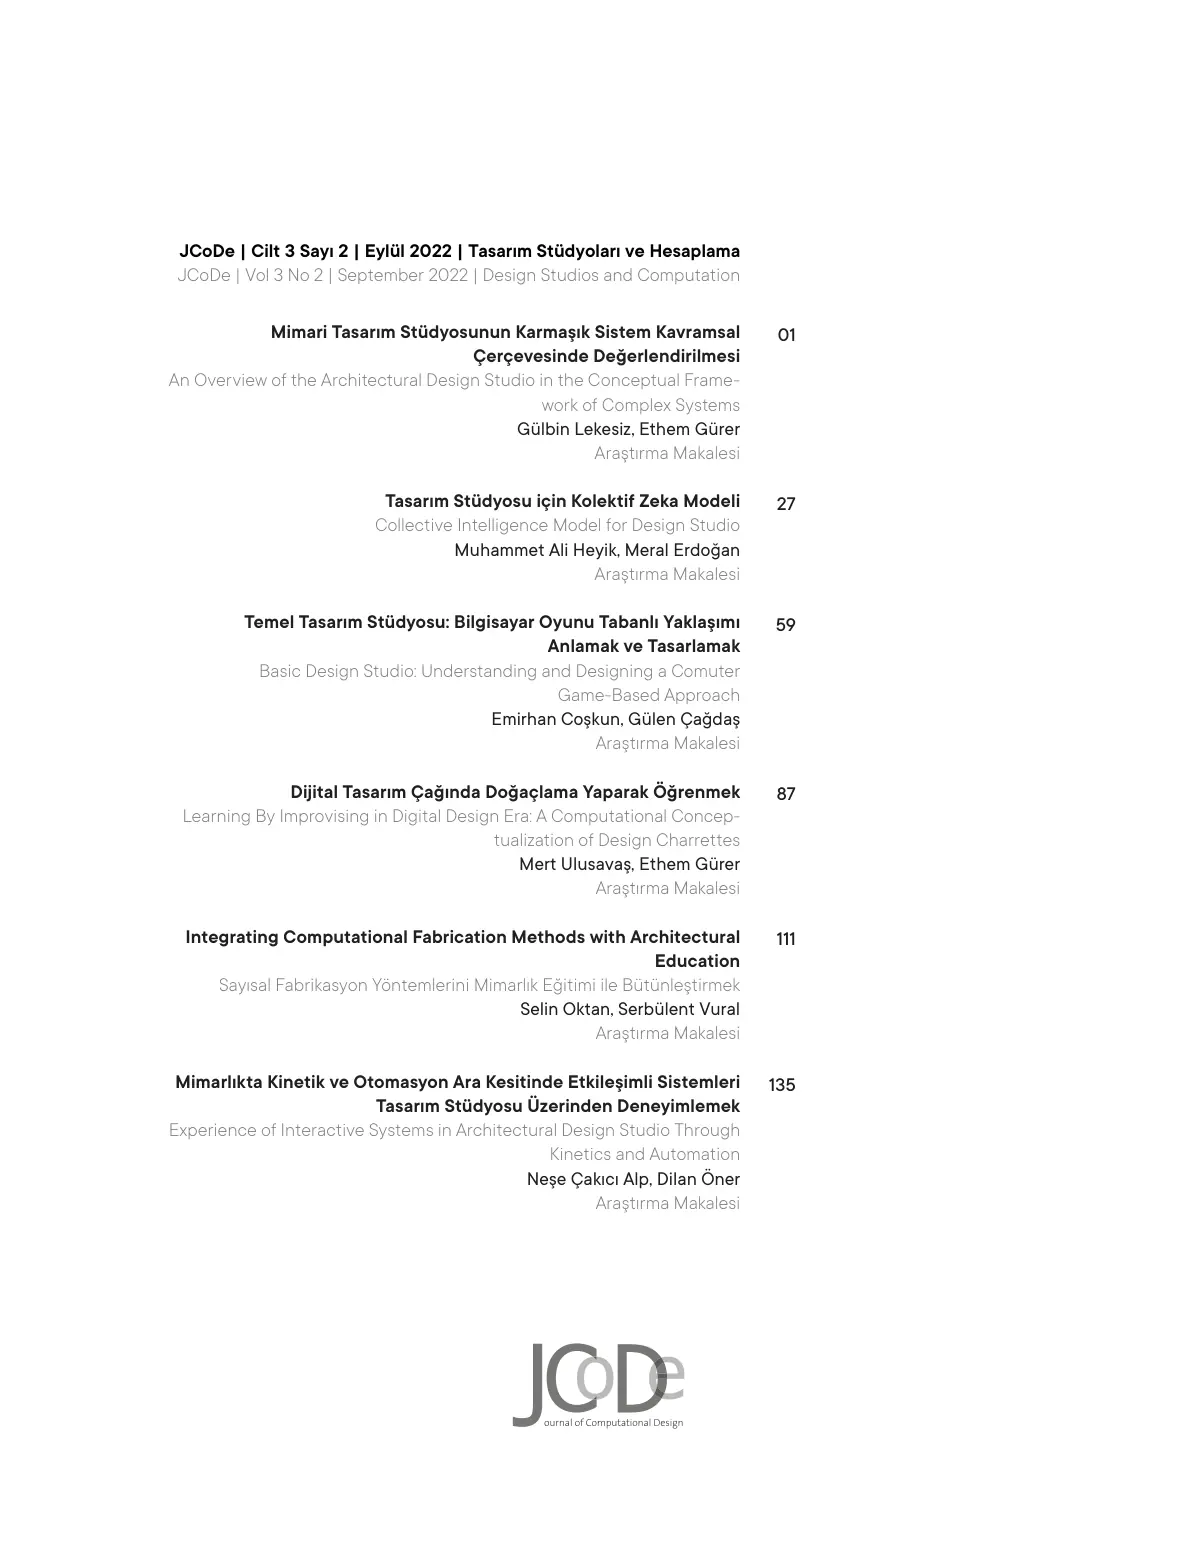 JCoDe | Cilt 3 Sayı 2 | Eylül 2022 | Tasarım Stüdyoları ve Hesaplama
JCoDe | Vol 3 No 2 | September 2022 | Design Studios and Computation
Mimari Tasarım Stüdyosunun Karmaşık Sistem Kavramsal 01
Çerçevesinde Değerlendirilmesi
An Overview of the Architectural Design Studio in the Conceptual Frame-
work of Complex Systems
Gülbin Lekesiz, Ethem Gürer
Araştırma Makalesi
Tasarım Stüdyosu için Kolektif Zeka Modeli 27
Collective Intelligence Model for Design Studio
Muhammet Ali Heyik, Meral Erdoğan
Araştırma Makalesi
Temel Tasarım Stüdyosu: Bilgisayar Oyunu Tabanlı Yaklaşımı 59
Anlamak ve Tasarlamak
Basic Design Studio: Understanding and Designing a Comuter
Game-Based Approach
Emirhan Coşkun, Gülen Çağdaş
Araştırma Makalesi
Dijital Tasarım Çağında Doğaçlama Yaparak Öğrenmek 87
Learning By Improvising in Digital Design Era: A Computational Concep-
tualization of Design Charrettes
Mert Ulusavaş, Ethem Gürer
Araştırma Makalesi
Integrating Computational Fabrication Methods with Architectural 111
Education
Sayısal Fabrikasyon Yöntemlerini Mimarlık Eğitimi ile Bütünleştirmek
Selin Oktan, Serbülent Vural
Araştırma Makalesi
Mimarlıkta Kinetik ve Otomasyon Ara Kesitinde Etkileşimli Sistemleri 135
Tasarım Stüdyosu Üzerinden Deneyimlemek
Experience of Interactive Systems in Architectural Design Studio Through
Kinetics and Automation
Neşe Çakıcı Alp, Dilan Öner
Araştırma Makalesi
JCoDe
ournal of Computational Design